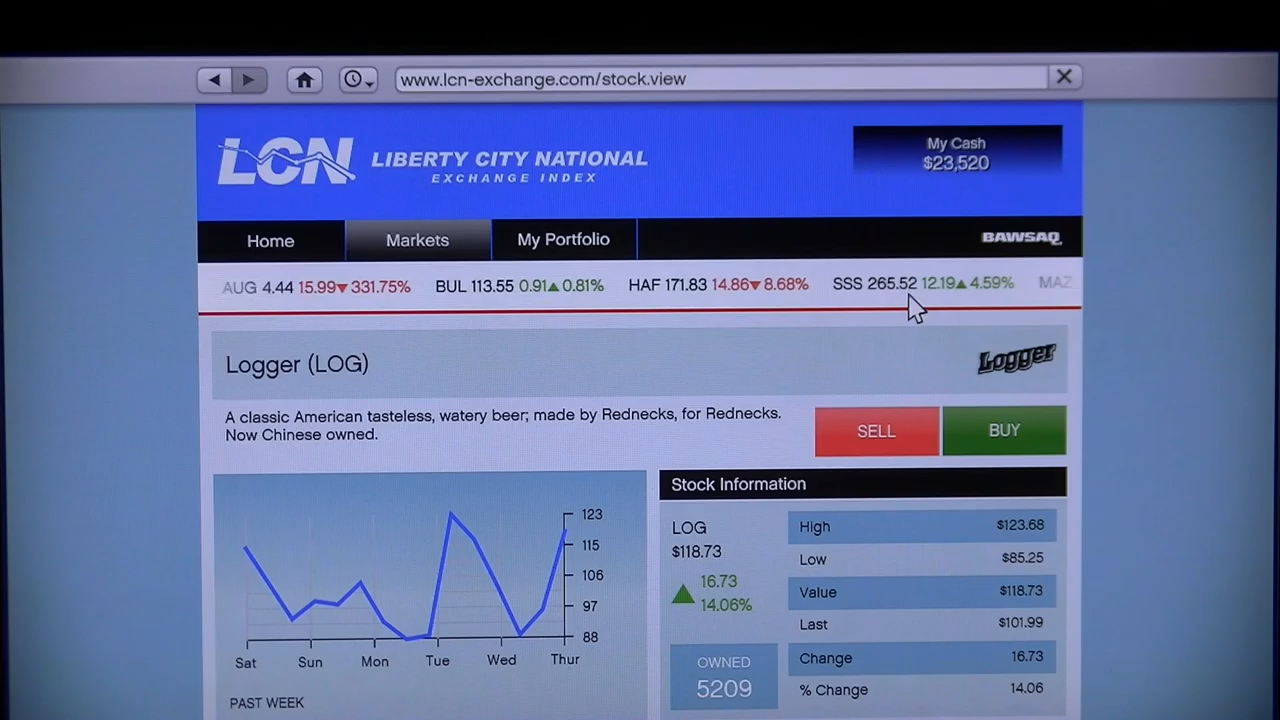 www.lcn-exchange.com/stock.view
LCN LIBERTY CITY NATIONAL
EXCHANGE INDEX
My Cash
$23,520
Home Markets My Portfolio BAWSAQ
AUG 4.44 15.99▼331.75% BUL 113.55 0.91▲0.81% HAF 171.83 14.86▼8.68% SSS 265.52 12.19▲4.59% MAZ
Logger (LOG) Logger
A classic American tasteless, watery beer; made by Rednecks, for Rednecks.
Now Chinese owned.
SELL BUY
Stock Information
LOG
$118.73
16.73
14.06%
OWNED
5209
High $123.68
Low $85.25
Value $118.73
Last $101.99
Change 16.73
% Change 14.06
123
115
106
97
88
Sat Sun Mon Tue Wed Thur
PAST WEEK